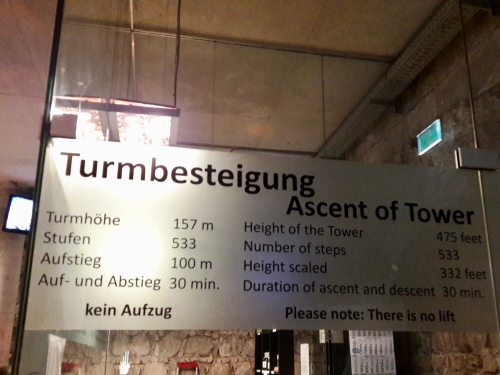 Turmbesteigung
Ascent of Tower
Turmhöhe 157 m
Stufen 533
Aufstieg 100 m
Auf- und Abstieg 30 min.
kein Aufzug
Height of the Tower 475 feet
Number of steps 533
Height scaled 332 feet
Duration of ascent and descent 30 min.
Please note: There is no lift